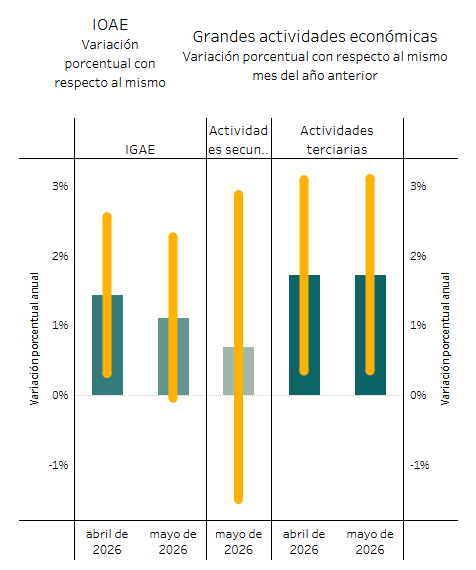 IOAE
Variación
porcentual con
respecto al mismo
Grandes actividades económicas
Variación porcentual con respecto al mismo
mes del año anterior
IGAE
Actividad
es secun..
Actividades
terciarias
Variación porcentual anual
3%
2%
1%
0%
-1%
3%
2%
1%
0%
-1%
Variación porcentual anual
abril de
2026
mayo de
2026
mayo de
2026
abril de
2026
mayo de
2026